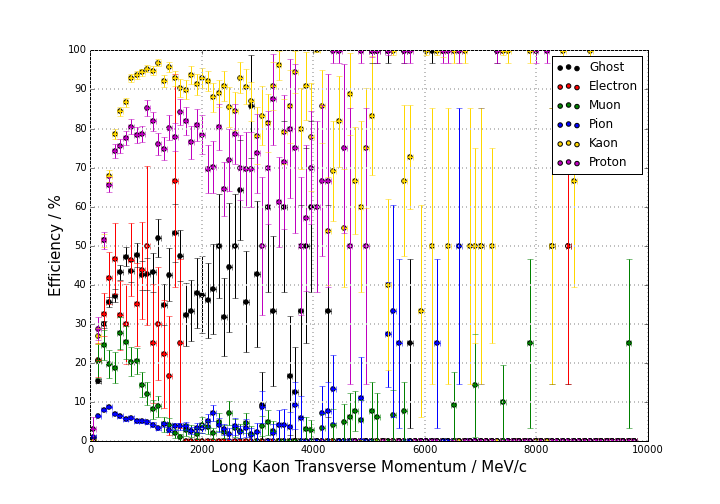 100
90
80
70
60
50
40
30
20
10
0
Efficiency / %
Ghost
Electron
Muon
Pion
Kaon
Proton
0 2000 4000 6000 8000 10000
Long Kaon Transverse Momentum / MeV/c